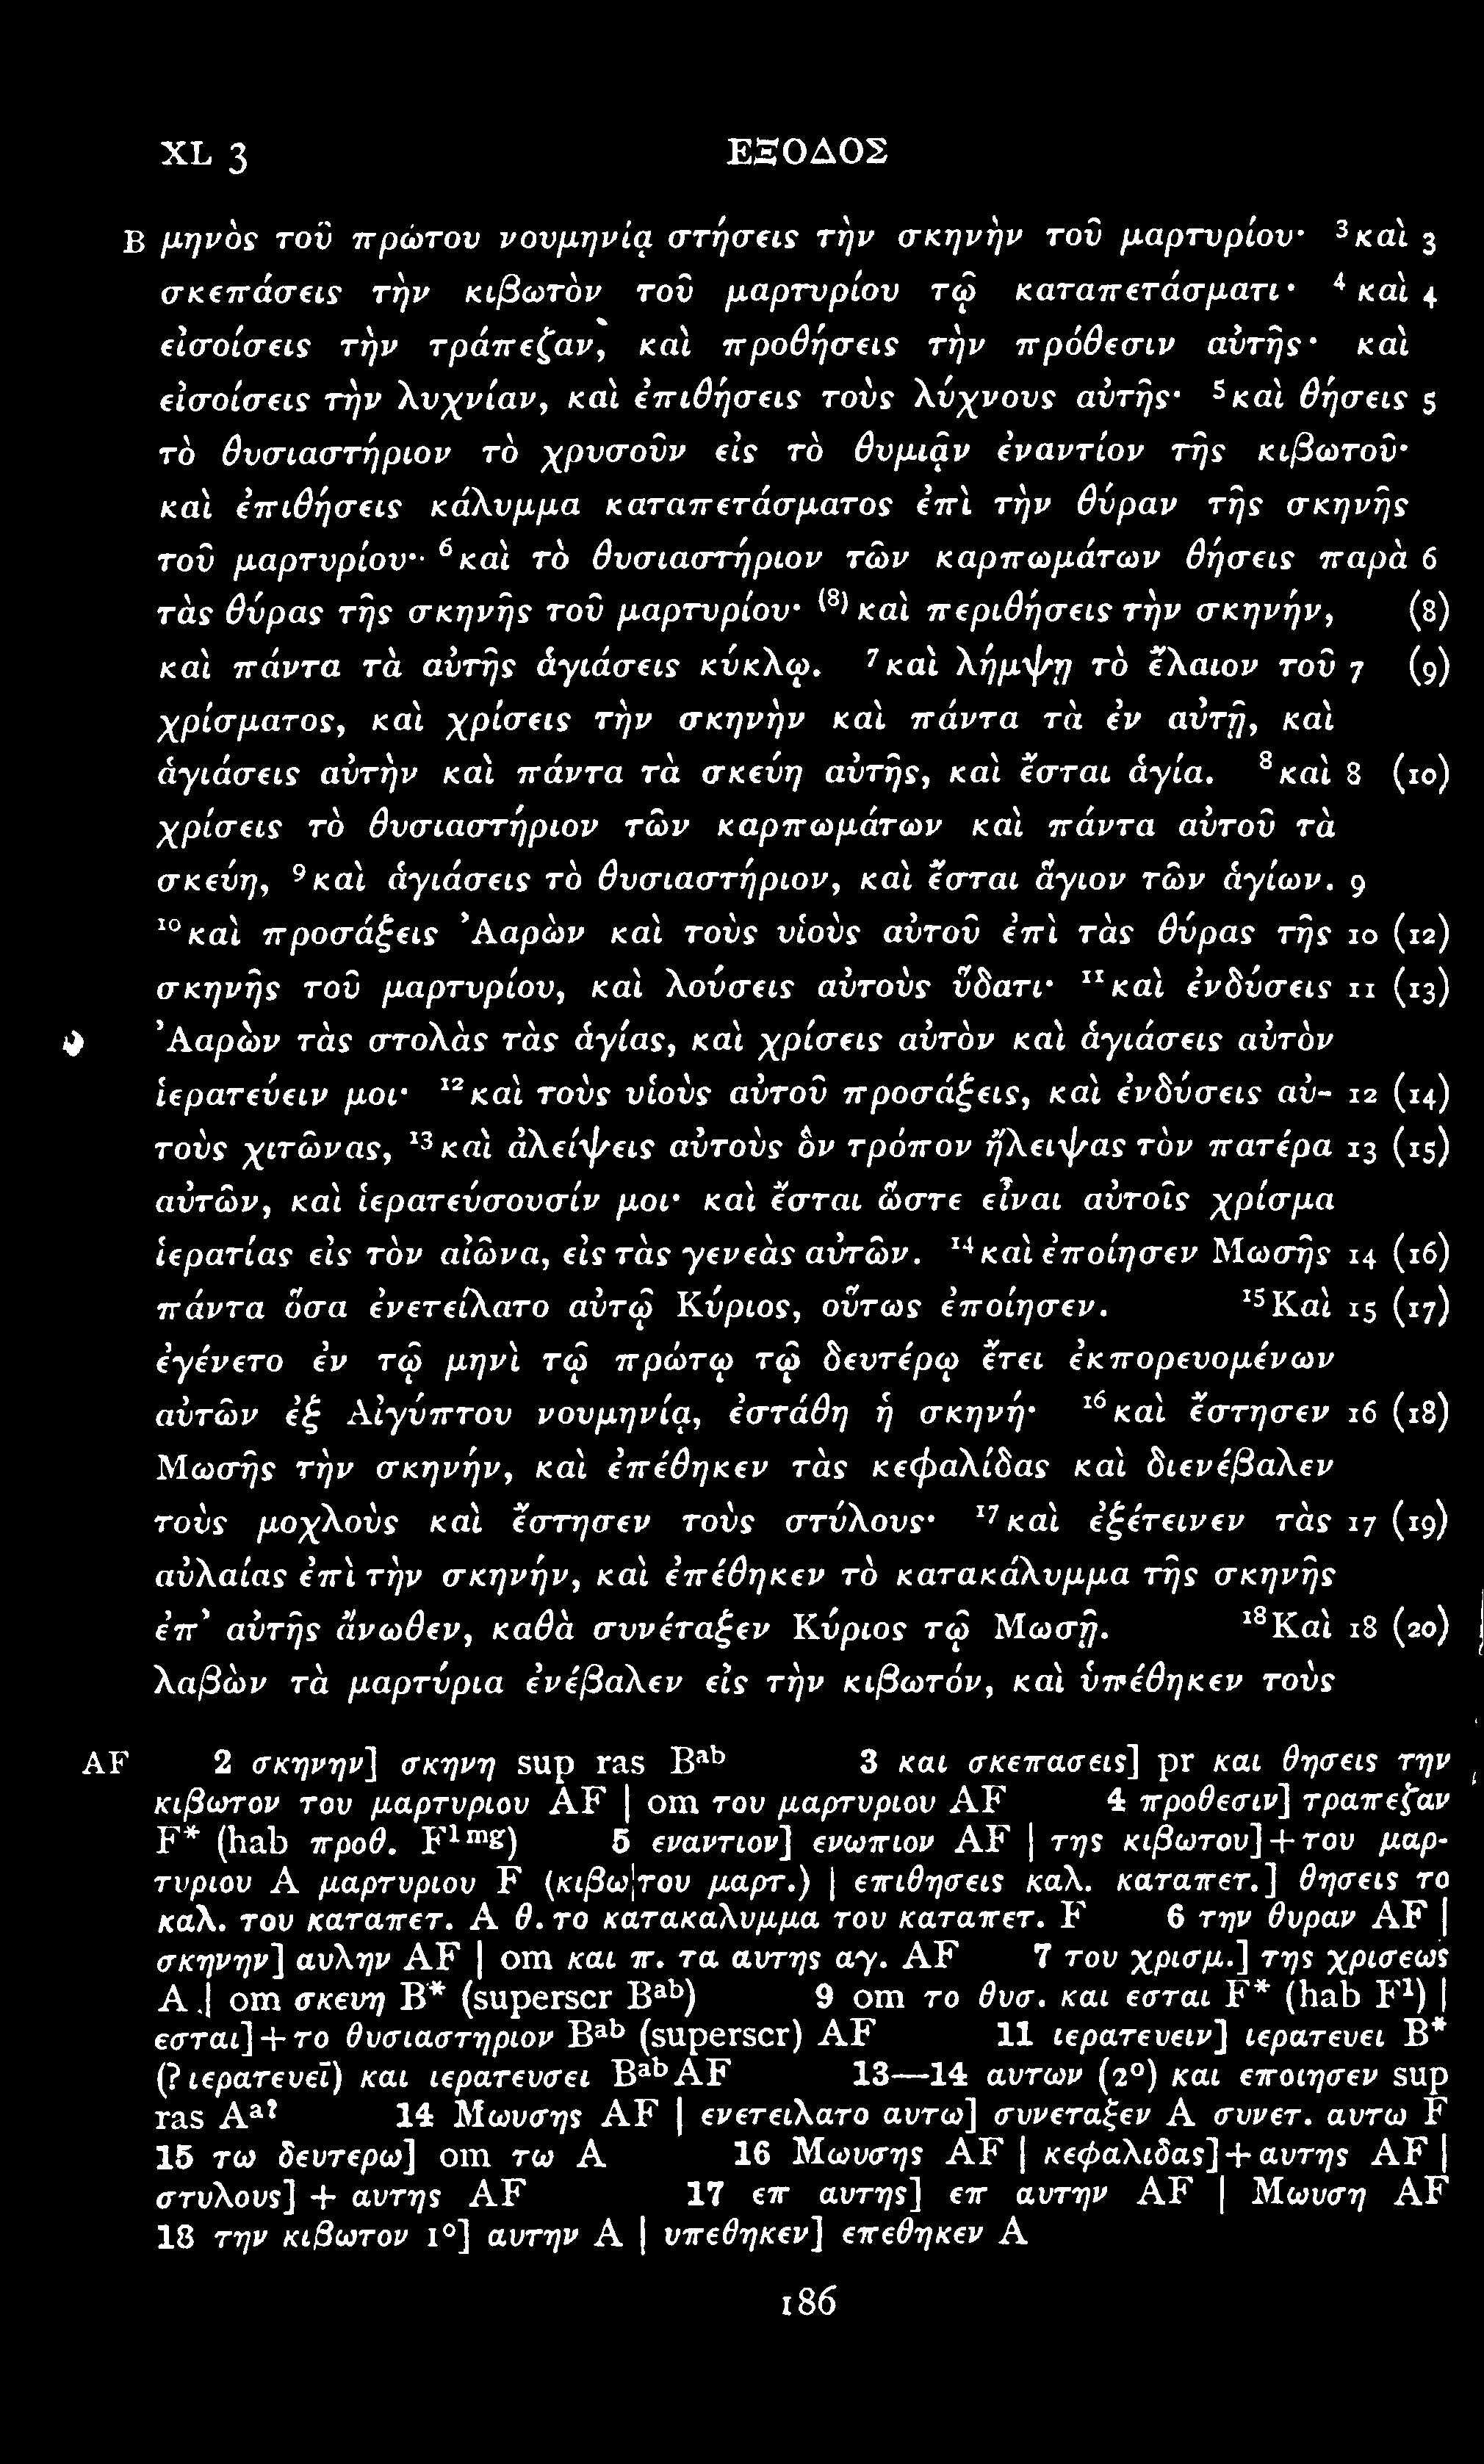 XL 3 ΕΞΟΔΟΣ
B μηνὸς τοῦ πρώτου νουμηνίᾳ στήσεις τὴν σκηνὴν τοῦ μαρτυρίου· ³καὶ 3
σκεπάσεις τὴν κιβωτὸν τοῦ μαρτυρίου τῷ καταπετάσματι· ⁴καὶ 4
εἰσοίσεις τὴν τράπεζαν, καὶ προθήσεις τὴν πρόθεσιν αὐτῆς· καὶ
εἰσοίσεις τὴν λυχνίαν, καὶ ἐπιθήσεις τοὺς λύχνους αὐτῆς· ⁵καὶ θήσεις 5
τὸ θυσιαστήριον τὸ χρυσοῦν εἰς τὸ θυμιᾷν ἐναντίον τῆς κιβωτοῦ·
καὶ ἐπιθήσεις κάλυμμα καταπετάσματος ἐπὶ τὴν θύραν τῆς σκηνῆς
τοῦ μαρτυρίου· ⁶καὶ τὸ θυσιαστήριον τῶν καρπωμάτων θήσεις παρὰ 6
τὰς θύρας τῆς σκηνῆς τοῦ μαρτυρίου· ⁽⁸⁾καὶ περιθήσεις τὴν σκηνήν, (8)
καὶ πάντα τὰ αὐτῆς ἁγιάσεις κύκλῳ. ⁷καὶ λήμψῃ τὸ ἔλαιον τοῦ 7 (9)
χρίσματος, καὶ χρίσεις τὴν σκηνὴν καὶ πάντα τὰ ἐν αὐτῇ, καὶ
ἁγιάσεις αὐτὴν καὶ πάντα τὰ σκεύη αὐτῆς, καὶ ἔσται ἁγία. ⁸καὶ 8 (10)
χρίσεις τὸ θυσιαστήριον τῶν καρπωμάτων καὶ πάντα αὐτοῦ τὰ
σκεύη, ⁹καὶ ἁγιάσεις τὸ θυσιαστήριον, καὶ ἔσται ἅγιον τῶν ἁγίων. 9
¹⁰καὶ προσάξεις Ἀαρὼν καὶ τοὺς υἱοὺς αὐτοῦ ἐπὶ τὰς θύρας τῆς 10 (12)
σκηνῆς τοῦ μαρτυρίου, καὶ λούσεις αὐτοὺς ὕδατι· ¹¹καὶ ἐνδύσεις 11 (13)
Ἀαρὼν τὰς στολὰς τὰς ἁγίας, καὶ χρίσεις αὐτὸν καὶ ἁγιάσεις αὐτὸν
ἱερατεύειν μοι· ¹²καὶ τοὺς υἱοὺς αὐτοῦ προσάξεις, καὶ ἐνδύσεις αὐ- 12 (14)
τοὺς χιτῶνας, ¹³καὶ ἀλείψεις αὐτοὺς ὃν τρόπον ἤλειψας τὸν πατέρα 13 (15)
αὐτῶν, καὶ ἱερατεύσουσίν μοι· καὶ ἔσται ὥστε εἶναι αὐτοῖς χρίσμα
ἱερατίας εἰς τὸν αἰῶνα, εἰς τὰς γενεὰς αὐτῶν. ¹⁴καὶ ἐποίησεν Μωσῆς 14 (16)
πάντα ὅσα ἐνετείλατο αὐτῷ Κύριος, οὕτως ἐποίησεν. ¹⁵Καὶ 15 (17)
ἐγένετο ἐν τῷ μηνὶ τῷ πρώτῳ τῷ δευτέρῳ ἔτει ἐκπορευομένων
αὐτῶν ἐξ Αἰγύπτου νουμηνίᾳ, ἐστάθη ἡ σκηνή· ¹⁶καὶ ἔστησεν 16 (18)
Μωσῆς τὴν σκηνήν, καὶ ἐπέθηκεν τὰς κεφαλίδας καὶ διενέβαλεν
τοὺς μοχλοὺς καὶ ἔστησεν τοὺς στύλους· ¹⁷καὶ ἐξέτεινεν τὰς 17 (19)
αὐλαίας ἐπὶ τὴν σκηνήν, καὶ ἐπέθηκεν τὸ κατακάλυμμα τῆς σκηνῆς
ἐπ᾽ αὐτῆς ἄνωθεν, καθὰ συνέταξεν Κύριος τῷ Μωσῇ. ¹⁸Καὶ 18 (20)
λαβὼν τὰ μαρτύρια ἐνέβαλεν εἰς τὴν κιβωτόν, καὶ ὑπέθηκεν τοὺς
AF 2 σκηνην] σκηνη sup ras Bᵃᵇ 3 και σκεπασεις] pr και θησεις την
κιβωτον του μαρτυριου AF | om του μαρτυριου AF 4 προθεσιν] τραπεζαν
F* (hab προθ. F¹ᵐᵍ) 5 εναντιον] ενωπιον AF | της κιβωτου]+του μαρ-
τυριου A μαρτυριου F (κιβω|του μαρτ.) | επιθησεις καλ. καταπετ.] θησεις το
καλ. του καταπετ. A θ. το κατακαλυμμα του καταπετ. F 6 την θυραν AF |
σκηνην] αυλην AF | om και π. τα αυτης αγ. AF 7 του χρισμ.] της χρισεως
A | om σκευη B* (superscr Bᵃᵇ) 9 om το θυσ. και εσται F* (hab F¹) |
εσται]+το θυσιαστηριον Bᵃᵇ (superscr) AF 11 ιερατευειν] ιερατευει B*
(? ιερατευεῑ) και ιερατευσει BᵃᵇAF 13—14 αυτων (2°) και εποιησεν sup
ras Aᵃ? 14 Μωυσης AF | ενετειλατο αυτω] συνεταξεν A συνετ. αυτω F
15 τω δευτερω] om τω A 16 Μωυσης AF | κεφαλιδας]+αυτης AF |
στυλους] + αυτης AF 17 επ αυτης] επ αυτην AF | Μωυση AF
18 την κιβωτον 1°] αυτην A | υπεθηκεν] επεθηκεν A
186